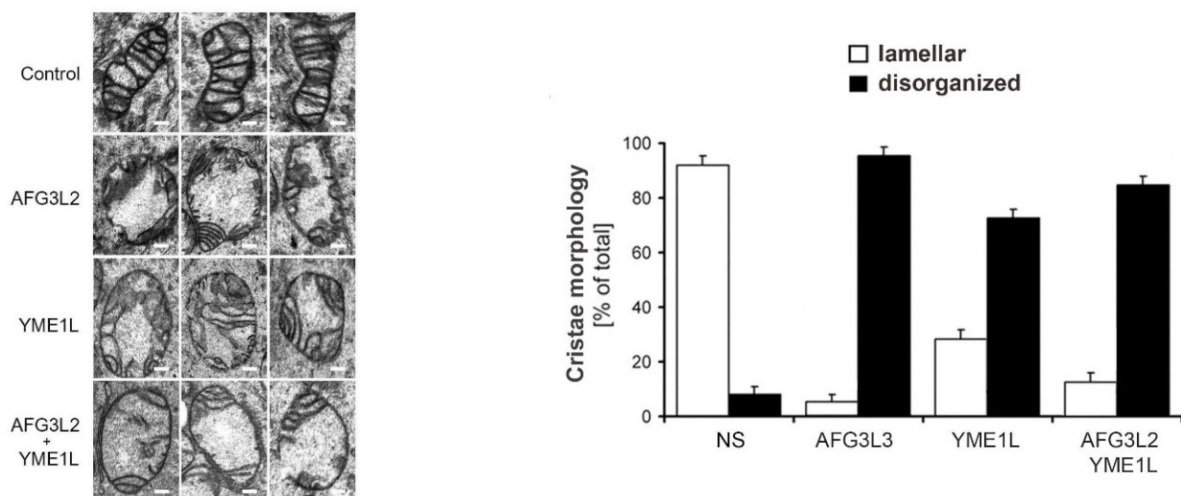 Control
AFG3L2
YME1L
AFG3L2
+
YME1L
lamellar
disorganized
Cristae morphology
[% of total]
100
80
60
40
20
0
NS
AFG3L3
YME1L
AFG3L2
YME1L